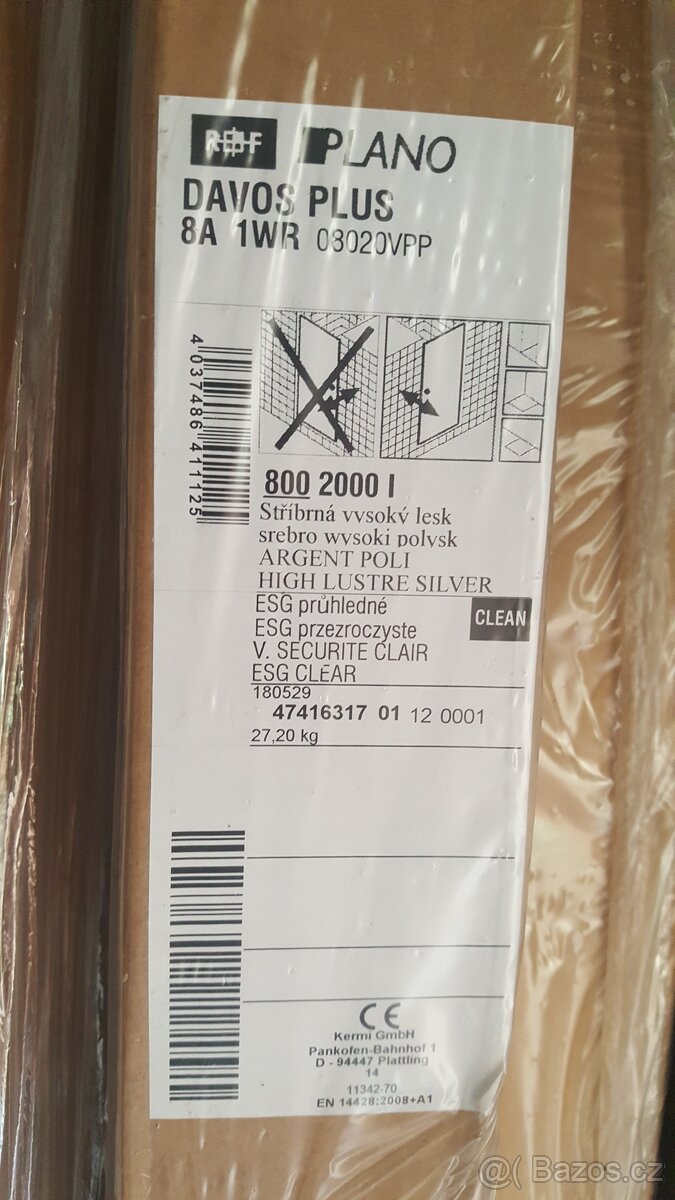 PLANO
DAVOS PLUS
8A 1WR 08020VPP
4 037486 411125
800 2000 I
Stříbrná vysoký lesk
srebro wysoki połysk
ARGENT POLI
HIGH LUSTRE SILVER
ESG průhledné
ESG przezroczyste
CLEAN
V. SECURITE CLAIR
ESG CLEAR
180529
47416317 01 12 0001
27,20 kg
CE
Kermi GmbH
Pankofen-Bahnhof 1
D - 94447 Plattling
14
11342-70
EN 14428:2008+A1
@( Bazos.cz